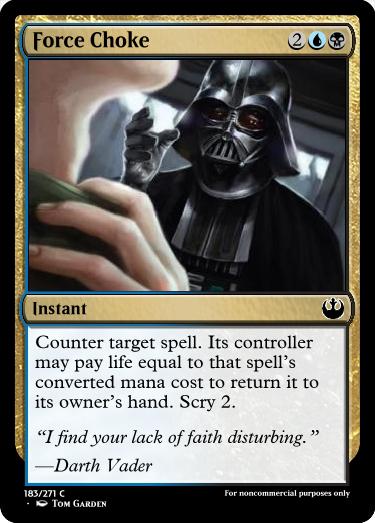 Force Choke 2
Instant
Counter target spell. Its controller
may pay life equal to that spell's
converted mana cost to return it to
its owner's hand. Scry 2.
"I find your lack of faith disturbing."
—Darth Vader
183/271 C For noncommercial purposes only
· Tom Garden